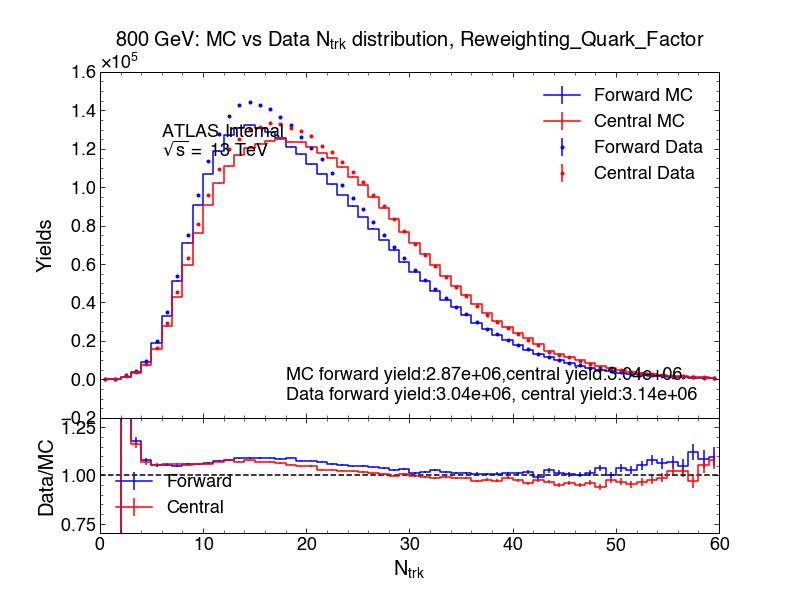 800 GeV: MC vs Data Ntrk distribution, Reweighting_Quark_Factor
×10⁵
1.6
1.4
1.2
1.0
0.8
0.6
0.4
0.2
0.0
−0.2
Yields
ATLAS Internal
√s = 13 TeV
Forward MC
Central MC
Forward Data
Central Data
MC forward yield:2.87e+06,central yield:3.04e+06
Data forward yield:3.04e+06, central yield:3.14e+06
1.25
1.00
0.75
Data/MC
Forward
Central
0 10 20 30 40 50 60
Ntrk